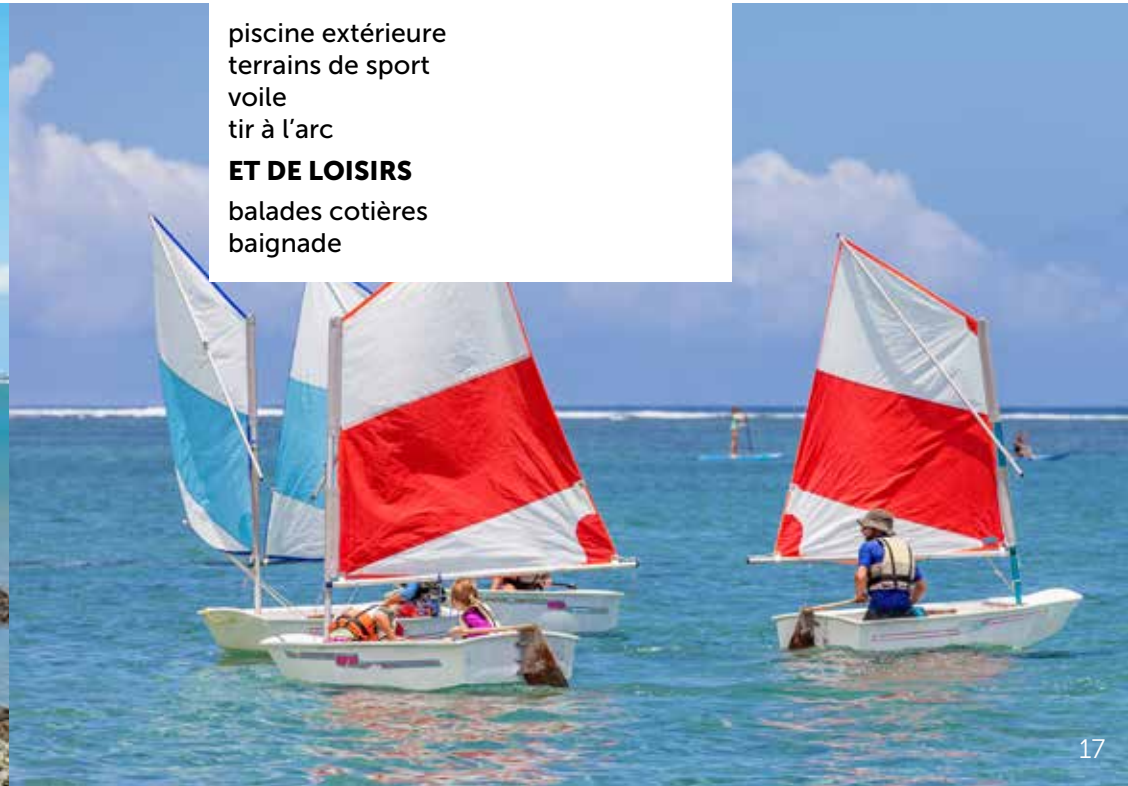 piscine extérieure
terrains de sport
voile
tir à l’arc
ET DE LOISIRS
balades cotières
baignade
17